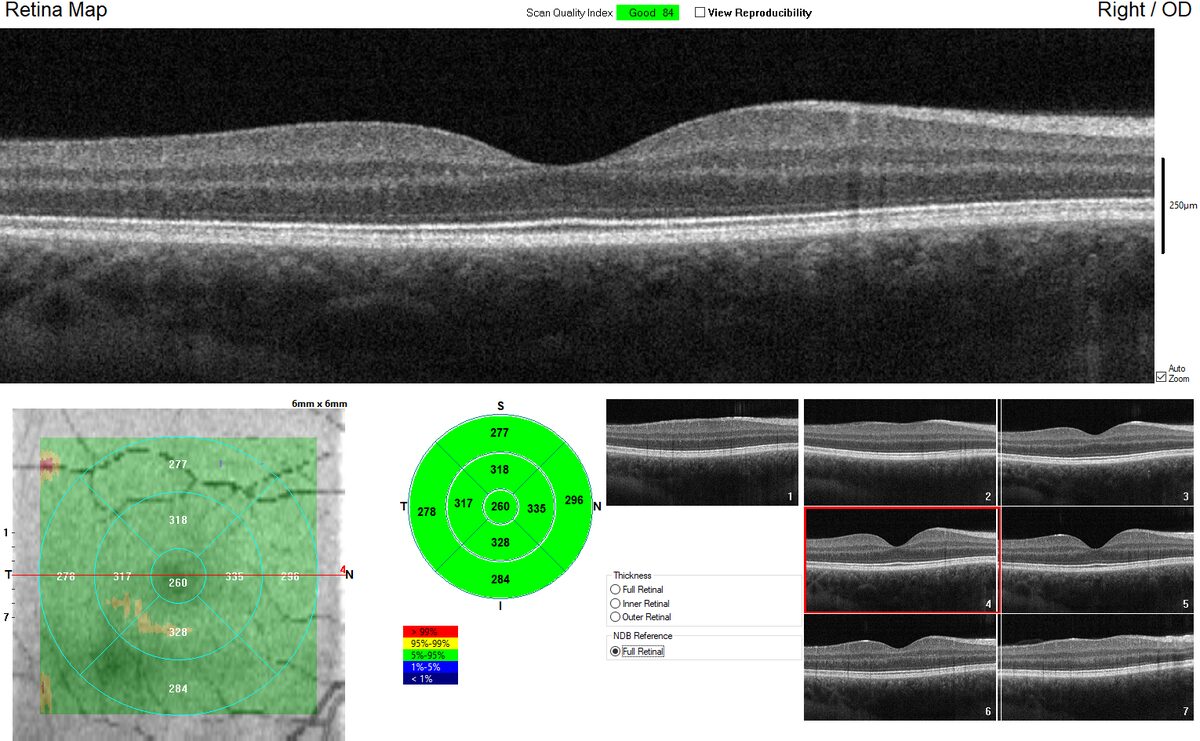 Retina Map
Scan Quality Index Good 84 View Reproducibility
Right / OD
250µm
Auto
Zoom
6mm x 6mm
277
318
T 278 317 260 335 296 4 N
328
284
1
7
S
277
318
T 278 317 260 335 296 N
328
284
I
> 99%
95%-99%
5%-95%
1%-5%
< 1%
Thickness
Full Retinal
Inner Retinal
Outer Retinal
NDB Reference
Full Retinal
1
2
3
4
5
6
7